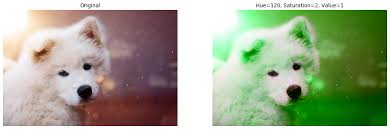 Original
Hue=120, Saturation=2, Value=1